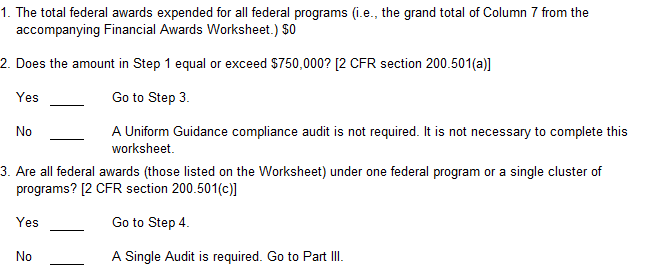 1. The total federal awards expended for all federal programs (i.e., the grand total of Column 7 from the
accompanying Financial Awards Worksheet.) $0
2. Does the amount in Step 1 equal or exceed $750,000? [2 CFR section 200.501(a)]
Yes _____ Go to Step 3.
No _____ A Uniform Guidance compliance audit is not required. It is not necessary to complete this
worksheet.
3. Are all federal awards (those listed on the Worksheet) under one federal program or a single cluster of
programs? [2 CFR section 200.501(c)]
Yes _____ Go to Step 4.
No _____ A Single Audit is required. Go to Part III.